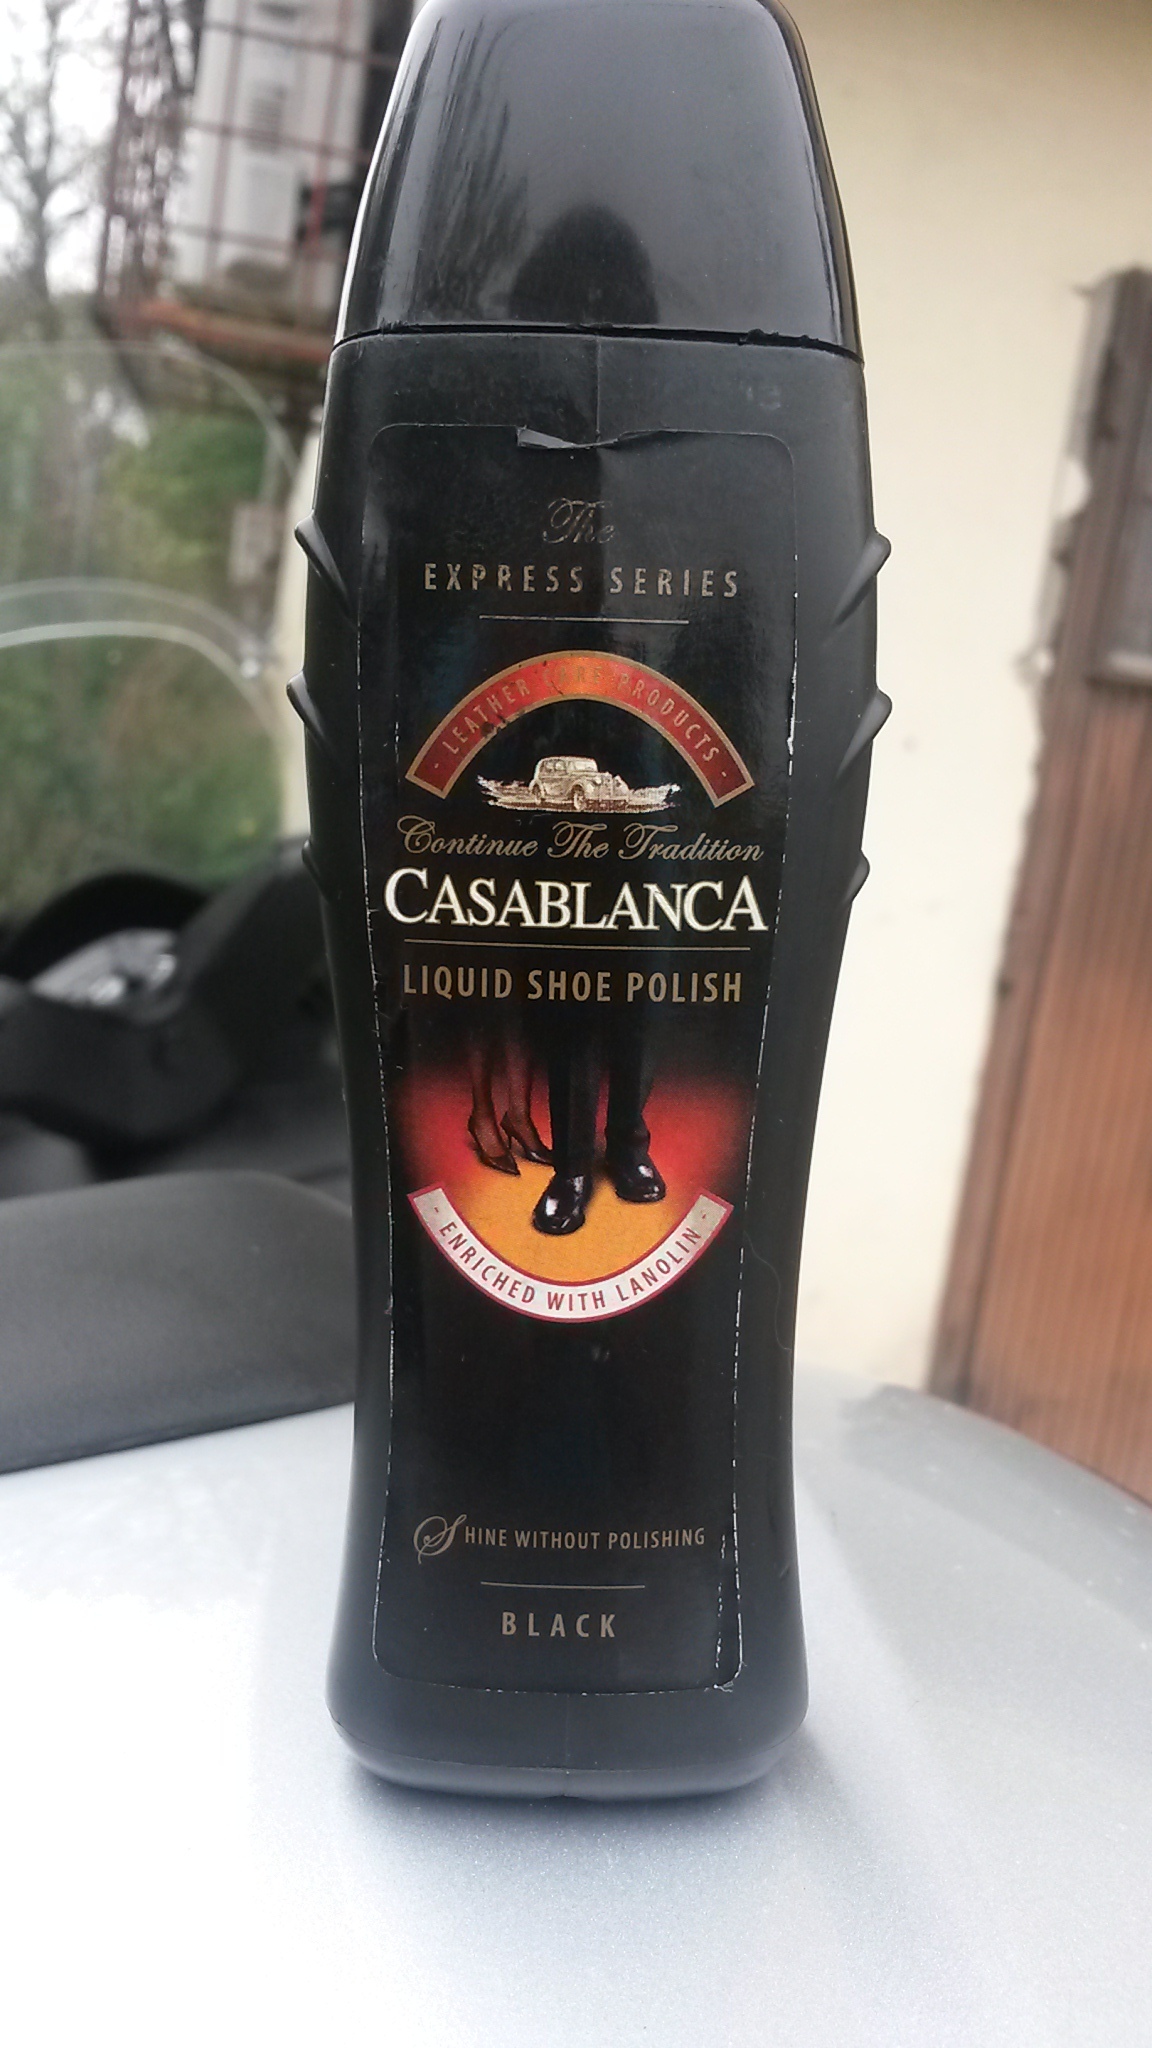 The
EXPRESS SERIES
- LEATHER CARE PRODUCTS -
Continue The Tradition
CASABLANCA
LIQUID SHOE POLISH
- ENRICHED WITH LANOLIN -
SHINE WITHOUT POLISHING
BLACK